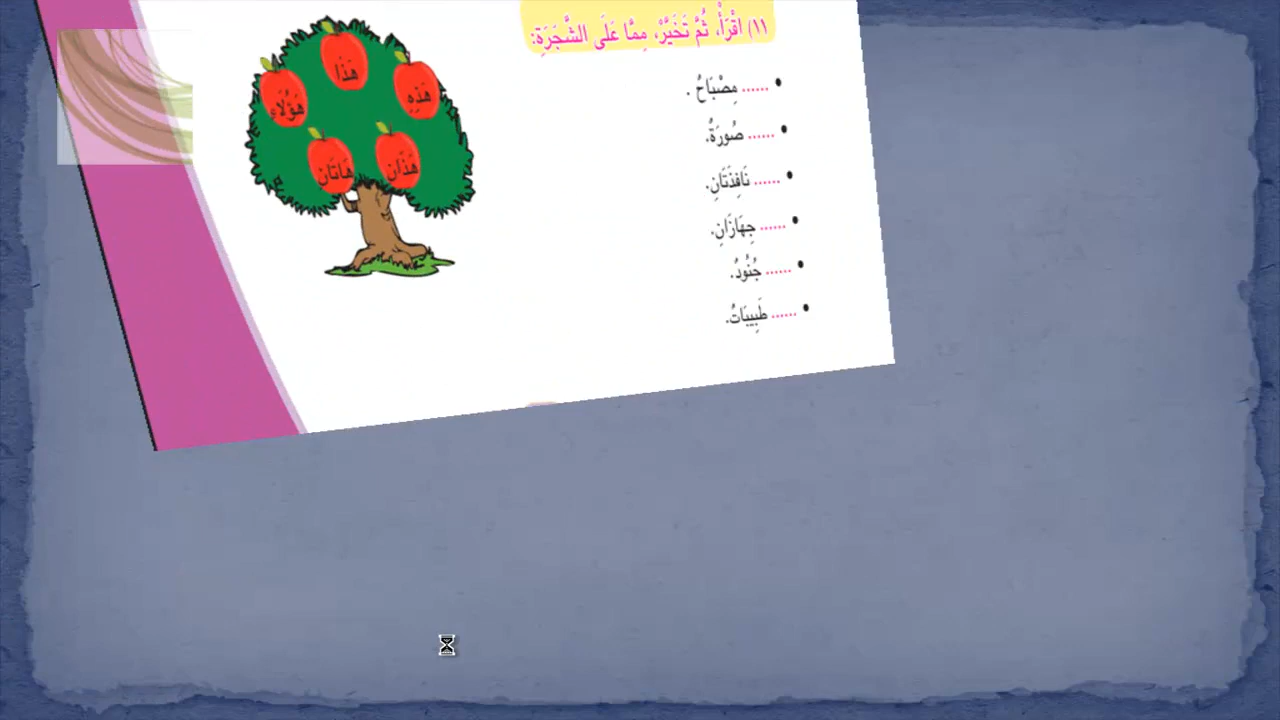 ١١) اقْرَأْ، ثُمَّ تَخَيَّرْ، مِمَّا عَلَى الشَّجَرَةِ:
هَذَا
هَذِهِ
هَؤُلَاءِ
هَذَانِ
هَاتَانِ
• ...... مِصْبَاحٌ .
• ...... صُورَةٌ.
• ...... نَافِذَتَانِ.
• ...... جِهَازَانِ.
• ...... جُنُودٌ.
• ...... طَبِيبَاتٌ.